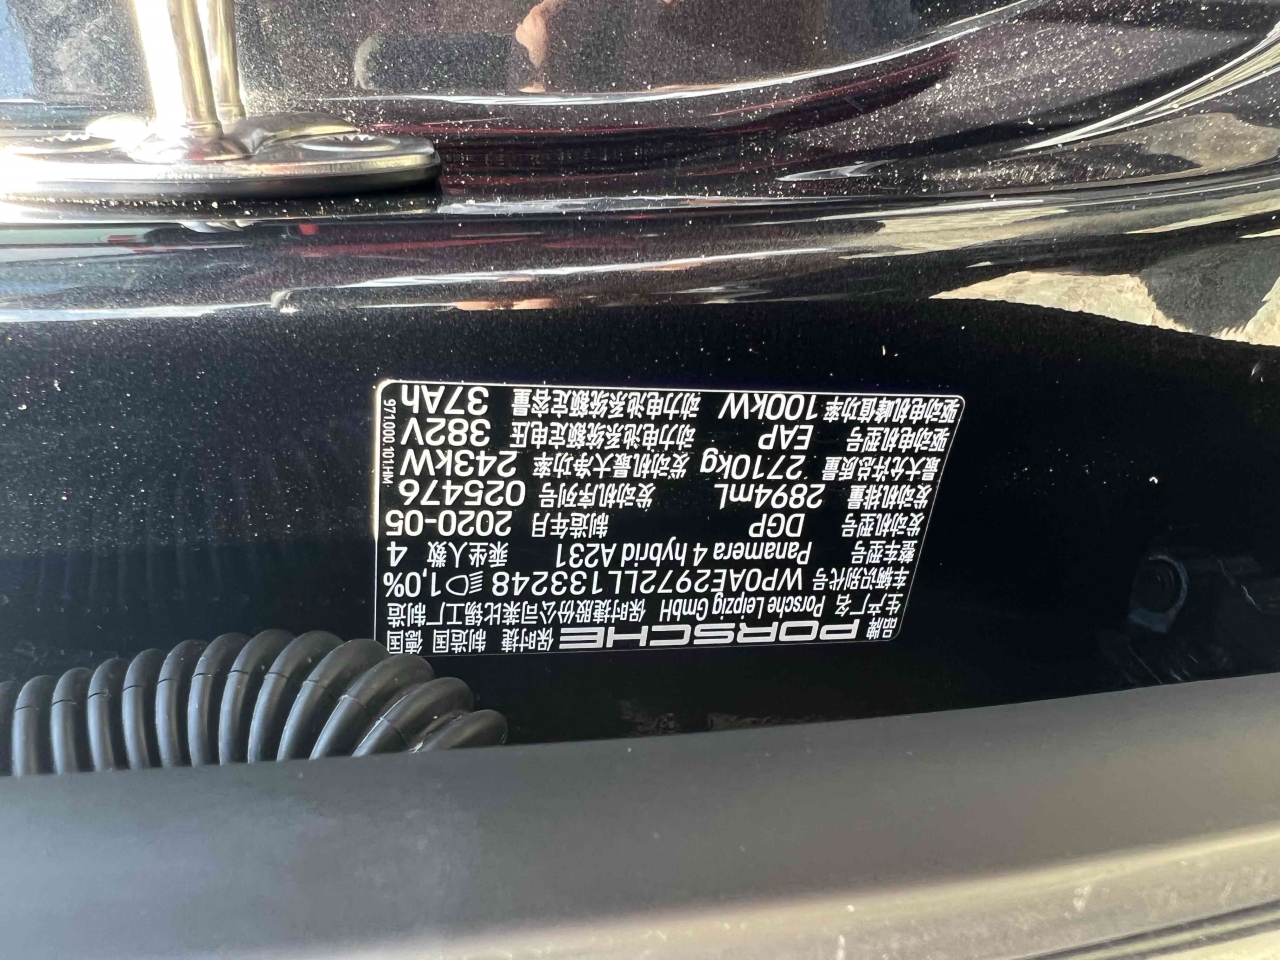 品牌 PORSCHE 保时捷 制造国 德国
生产厂名 Porsche Leipzig GmbH 保时捷股份公司莱比锡工厂制造
车辆识别代号 WP0AE2972LL133248 1,0%
整车型号 Panamera 4 hybrid A231 乘坐人数 4
发动机型号 DGP 制造年月 2020-05
发动机排量 2894mL 发动机序列号 025476
最大允许总质量 2710kg 发动机最大净功率 243kW
驱动电机型号 EAP 动力电池系统额定电压 382V
驱动电机峰值功率 100kW 动力电池系统额定容量 37Ah
971.000.101.HM